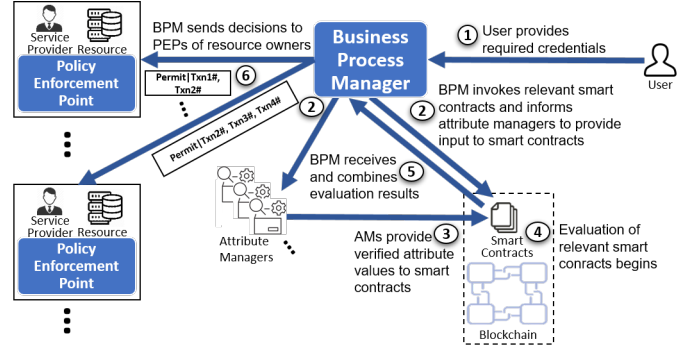 Service
Provider
Resource
Policy
Enforcement
Point
BPM sends decisions to
PEPs of resource owners
6
Permit|Txn1#,
Txn2#
Permit|Txn2#, Txn3#, Txn4#
Business
Process
Manager
1
User provides
required credentials
User
2
2
BPM invokes relevant smart
contracts and informs
attribute managers to provide
input to smart contracts
BPM receives
and combines
evaluation results
5
Service
Provider
Resource
Policy
Enforcement
Point
Attribute
Managers
AMs provide
verified attribute
values to smart
contracts
3
Smart
Contracts
4
Evaluation of
relevant smart
conracts begins
Blockchain